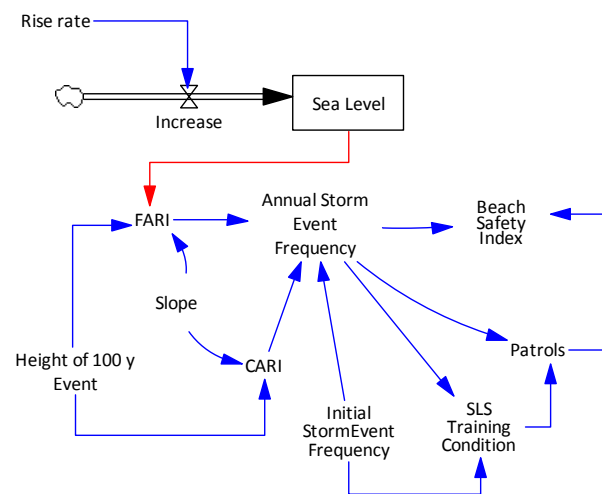 Rise rate
Increase
Sea Level
FARI
Annual Storm
Event
Frequency
Beach
Safety
Index
Slope
Height of 100 y
Event
CARI
Patrols
Initial
StormEvent
Frequency
SLS
Training
Condition